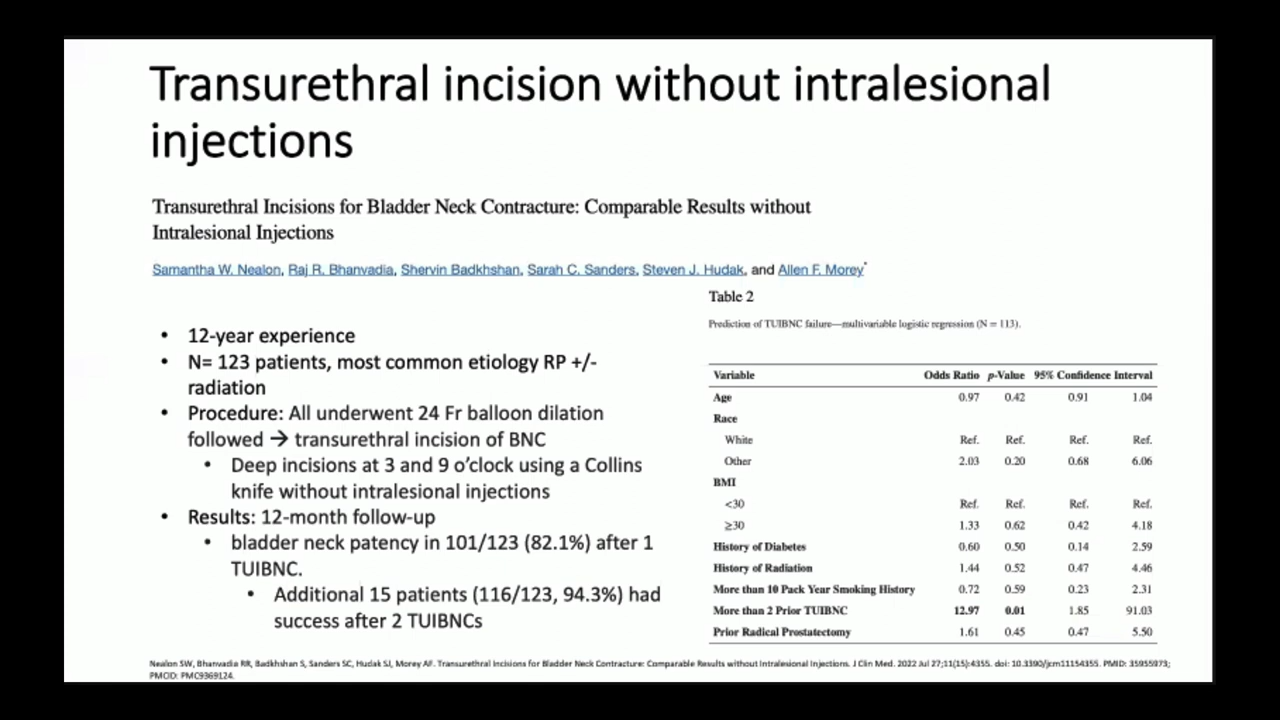 Transurethral incision without intralesional
injections
Transurethral Incisions for Bladder Neck Contracture: Comparable Results without
Intralesional Injections
Samantha W. Nealon, Raj R. Bhanvadia, Shervin Badkhshan, Sarah C. Sanders, Steven J. Hudak, and Allen F. Morey*
• 12-year experience
• N= 123 patients, most common etiology RP +/-
radiation
• Procedure: All underwent 24 Fr balloon dilation
followed → transurethral incision of BNC
• Deep incisions at 3 and 9 o’clock using a Collins
knife without intralesional injections
• Results: 12-month follow-up
• bladder neck patency in 101/123 (82.1%) after 1
TUIBNC.
• Additional 15 patients (116/123, 94.3%) had
success after 2 TUIBNCs
Table 2
Prediction of TUIBNC failure—multivariable logistic regression (N = 113).
Variable Odds Ratio p-Value 95% Confidence Interval
Age 0.97 0.42 0.91 1.04
Race
White Ref. Ref. Ref. Ref.
Other 2.03 0.20 0.68 6.06
BMI
<30 Ref. Ref. Ref. Ref.
≥30 1.33 0.62 0.42 4.18
History of Diabetes 0.60 0.50 0.14 2.59
History of Radiation 1.44 0.52 0.47 4.46
More than 10 Pack Year Smoking History 0.72 0.59 0.23 2.31
More than 2 Prior TUIBNC 12.97 0.01 1.85 91.03
Prior Radical Prostatectomy 1.61 0.45 0.47 5.50
Nealon SW, Bhanvadia RR, Badkhshan S, Sanders SC, Hudak SJ, Morey AF. Transurethral Incisions for Bladder Neck Contracture: Comparable Results without Intralesional Injections. J Clin Med. 2022 Jul 27;11(15):4355. doi: 10.3390/jcm11154355. PMID: 35955973;
PMCID: PMC9369124.